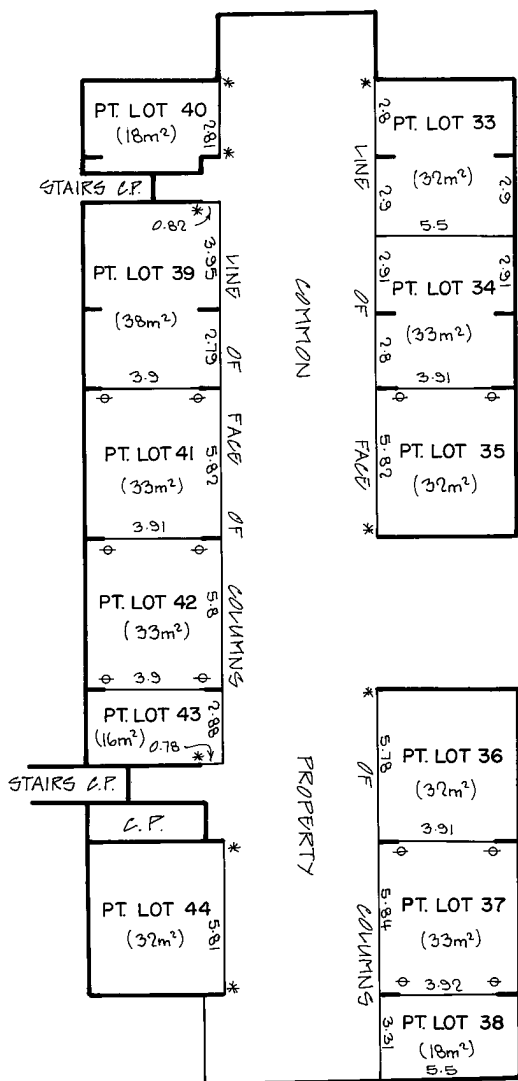 PT. LOT 40
(18m²)
2.81
STAIRS C.P.
0.82
3.95
PT. LOT 39
(38m²)
2.79
3.9
PT. LOT 41
(33m²)
5.82
3.91
PT. LOT 42
(33m²)
5.8
3.9
PT. LOT 43
(16m²)
2.88
0.78
STAIRS C.P.
C.P.
PT. LOT 44
(32m²)
5.81
LINE OF FACE OF COLUMNS
COMMON PROPERTY
LINE OF FACE OF COLUMNS
2.8
PT. LOT 33
(32m²)
2.9
2.9
5.5
2.91
2.91
PT. LOT 34
(33m²)
2.8
3.91
5.82
PT. LOT 35
(32m²)
5.78
PT. LOT 36
(32m²)
3.91
5.84
PT. LOT 37
(33m²)
3.92
3.31
PT. LOT 38
(18m²)
5.5